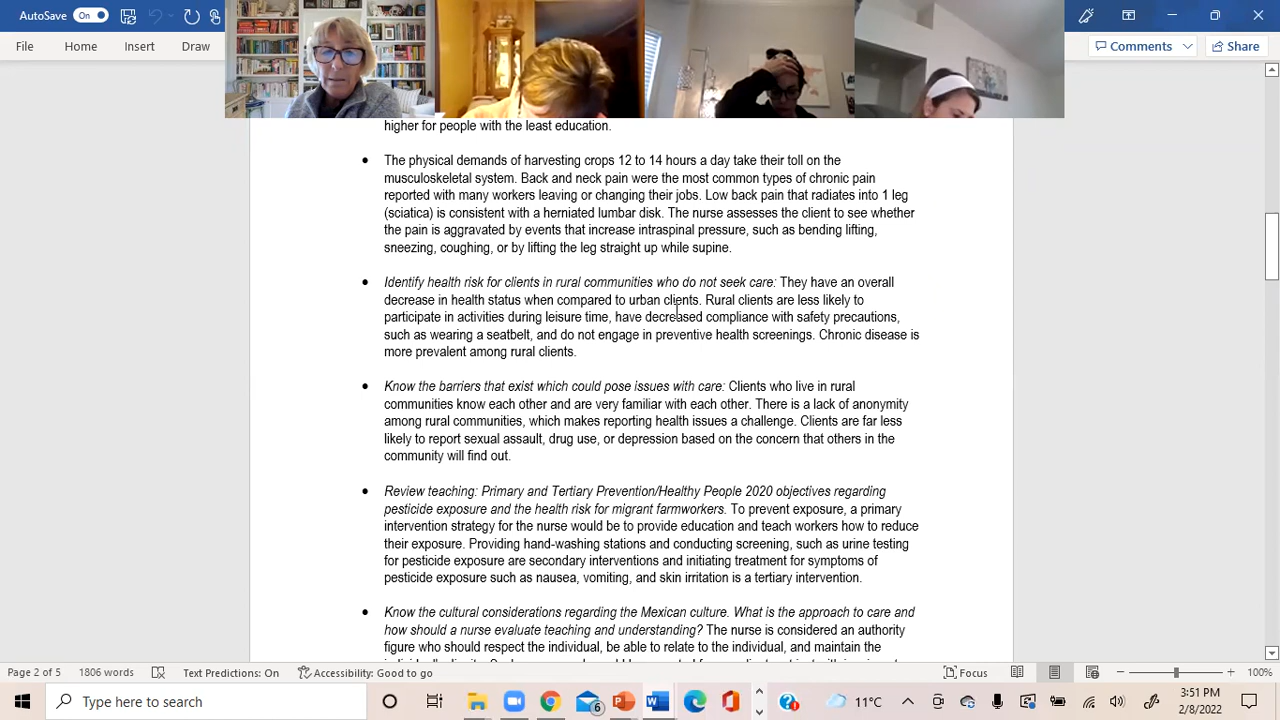 AutoSave On
File Home Insert Draw
Comments Share
higher for people with the least education.
• The physical demands of harvesting crops 12 to 14 hours a day take their toll on the
musculoskeletal system. Back and neck pain were the most common types of chronic pain
reported with many workers leaving or changing their jobs. Low back pain that radiates into 1 leg
(sciatica) is consistent with a herniated lumbar disk. The nurse assesses the client to see whether
the pain is aggravated by events that increase intraspinal pressure, such as bending lifting,
sneezing, coughing, or by lifting the leg straight up while supine.
• Identify health risk for clients in rural communities who do not seek care: They have an overall
decrease in health status when compared to urban clients. Rural clients are less likely to
participate in activities during leisure time, have decreased compliance with safety precautions,
such as wearing a seatbelt, and do not engage in preventive health screenings. Chronic disease is
more prevalent among rural clients.
• Know the barriers that exist which could pose issues with care: Clients who live in rural
communities know each other and are very familiar with each other. There is a lack of anonymity
among rural communities, which makes reporting health issues a challenge. Clients are far less
likely to report sexual assault, drug use, or depression based on the concern that others in the
community will find out.
• Review teaching: Primary and Tertiary Prevention/Healthy People 2020 objectives regarding
pesticide exposure and the health risk for migrant farmworkers. To prevent exposure, a primary
intervention strategy for the nurse would be to provide education and teach workers how to reduce
their exposure. Providing hand-washing stations and conducting screening, such as urine testing
for pesticide exposure are secondary interventions and initiating treatment for symptoms of
pesticide exposure such as nausea, vomiting, and skin irritation is a tertiary intervention.
• Know the cultural considerations regarding the Mexican culture. What is the approach to care and
how should a nurse evaluate teaching and understanding? The nurse is considered an authority
figure who should respect the individual, be able to relate to the individual, and maintain the
Page 2 of 5 1806 words Text Predictions: On Accessibility: Good to go Focus 100%
Type here to search 6 11°C 3:51 PM
2/8/2022